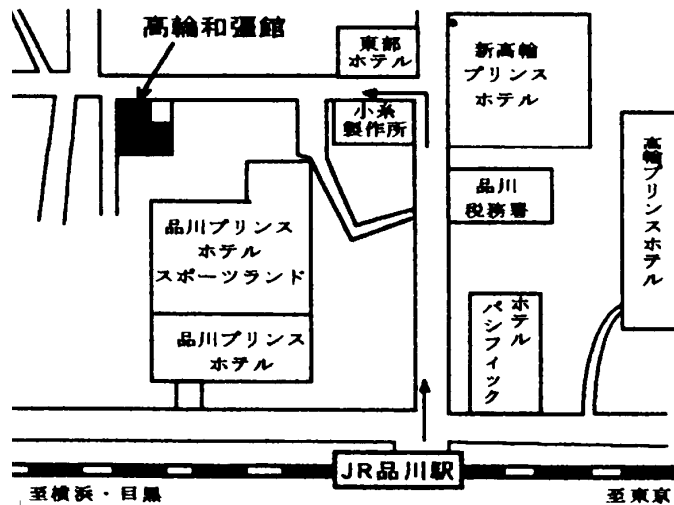 高輪和彊館
東部
ホテル
新高輪
プリンス
ホテル
小糸
製作所
高輪プリンスホテル
品川
税務署
品川プリンス
ホテル
スポーツランド
品川プリンス
ホテル
ホテル
パシフィック
JR品川駅
至横浜・目黒
至東京